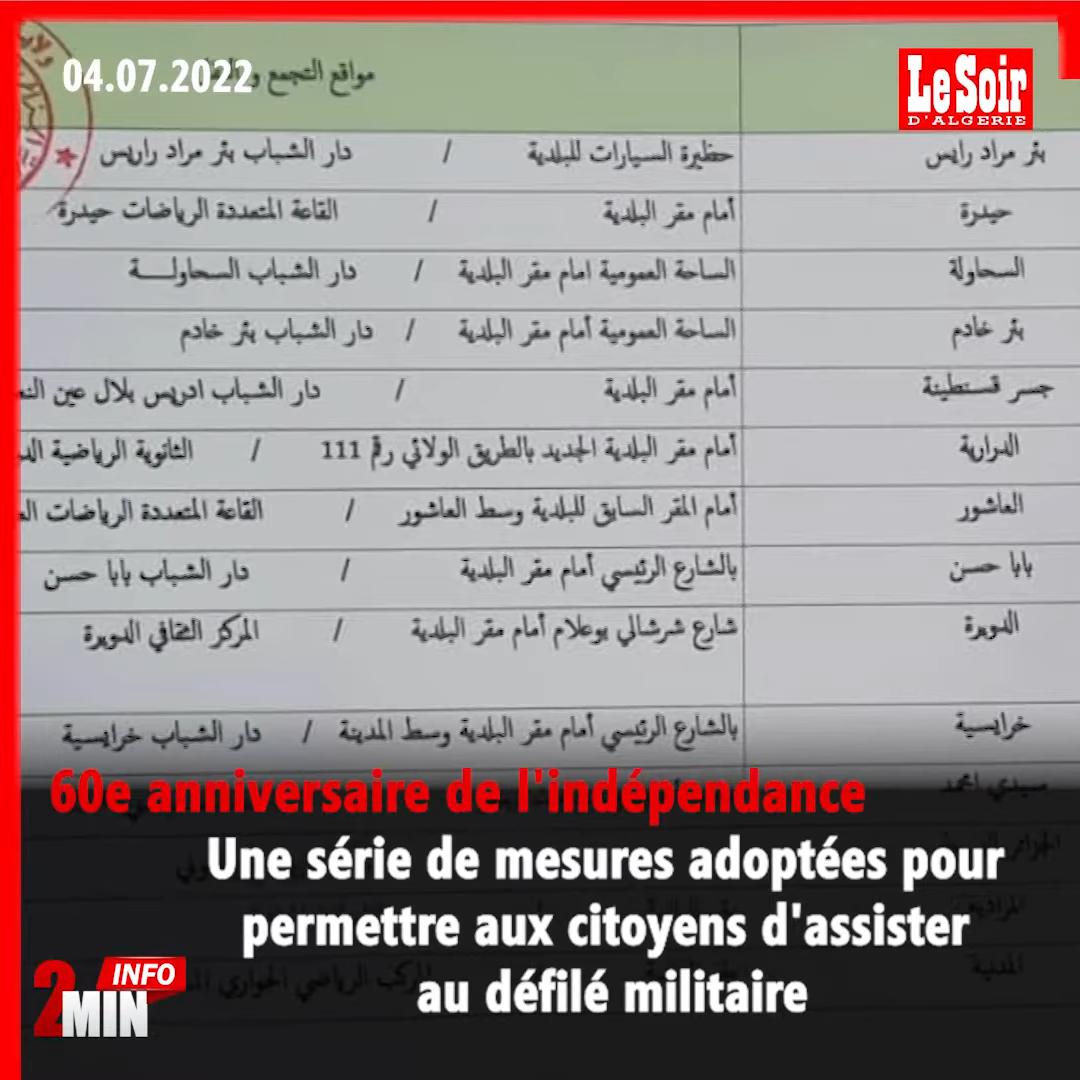 04.07.2022
Le Soir
D'ALGERIE
مواقع التجمع
بئر مراد رايس حظيرة السيارات للبلدية / دار الشباب بئر مراد راريس
حيدرة أمام مقر البلدية / القاعة المتعددة الرياضات حيدرة
السحاولة الساحة العمومية امام مقر البلدية / دار الشباب السحاولـــة
بئر خادم الساحة العمومية أمام مقر البلدية / دار الشباب بئر خادم
جسر قسنطينة أمام مقر البلدية / دار الشباب ادريس بلال عين
الدرارية أمام مقر البلدية الجديد بالطريق الولائي رقم 111 / الثانوية الرياضية
العاشور أمام المقر السابق للبلدية وسط العاشور / القاعة المتعددة الرياضات
بابا حسن بالشارع الرئيسي أمام مقر البلدية / دار الشباب بابا حسن
الدويرة شارع شرشالي بوعلام أمام مقر البلدية / المركز الثقافي الدويرة
خرايسية بالشارع الرئيسي أمام مقر البلدية وسط المدينة / دار الشباب خرايسية
سيدي امحمد
60e anniversaire de l'indépendance
Une série de mesures adoptées pour
permettre aux citoyens d'assister
au défilé militaire
المدنية
2 MIN INFO